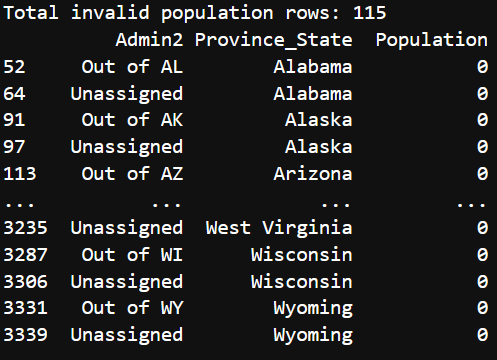 Total invalid population rows: 115
Admin2 Province_State Population
52 Out of AL Alabama 0
64 Unassigned Alabama 0
91 Out of AK Alaska 0
97 Unassigned Alaska 0
113 Out of AZ Arizona 0
... ... ... ...
3235 Unassigned West Virginia 0
3287 Out of WI Wisconsin 0
3306 Unassigned Wisconsin 0
3331 Out of WY Wyoming 0
3339 Unassigned Wyoming 0